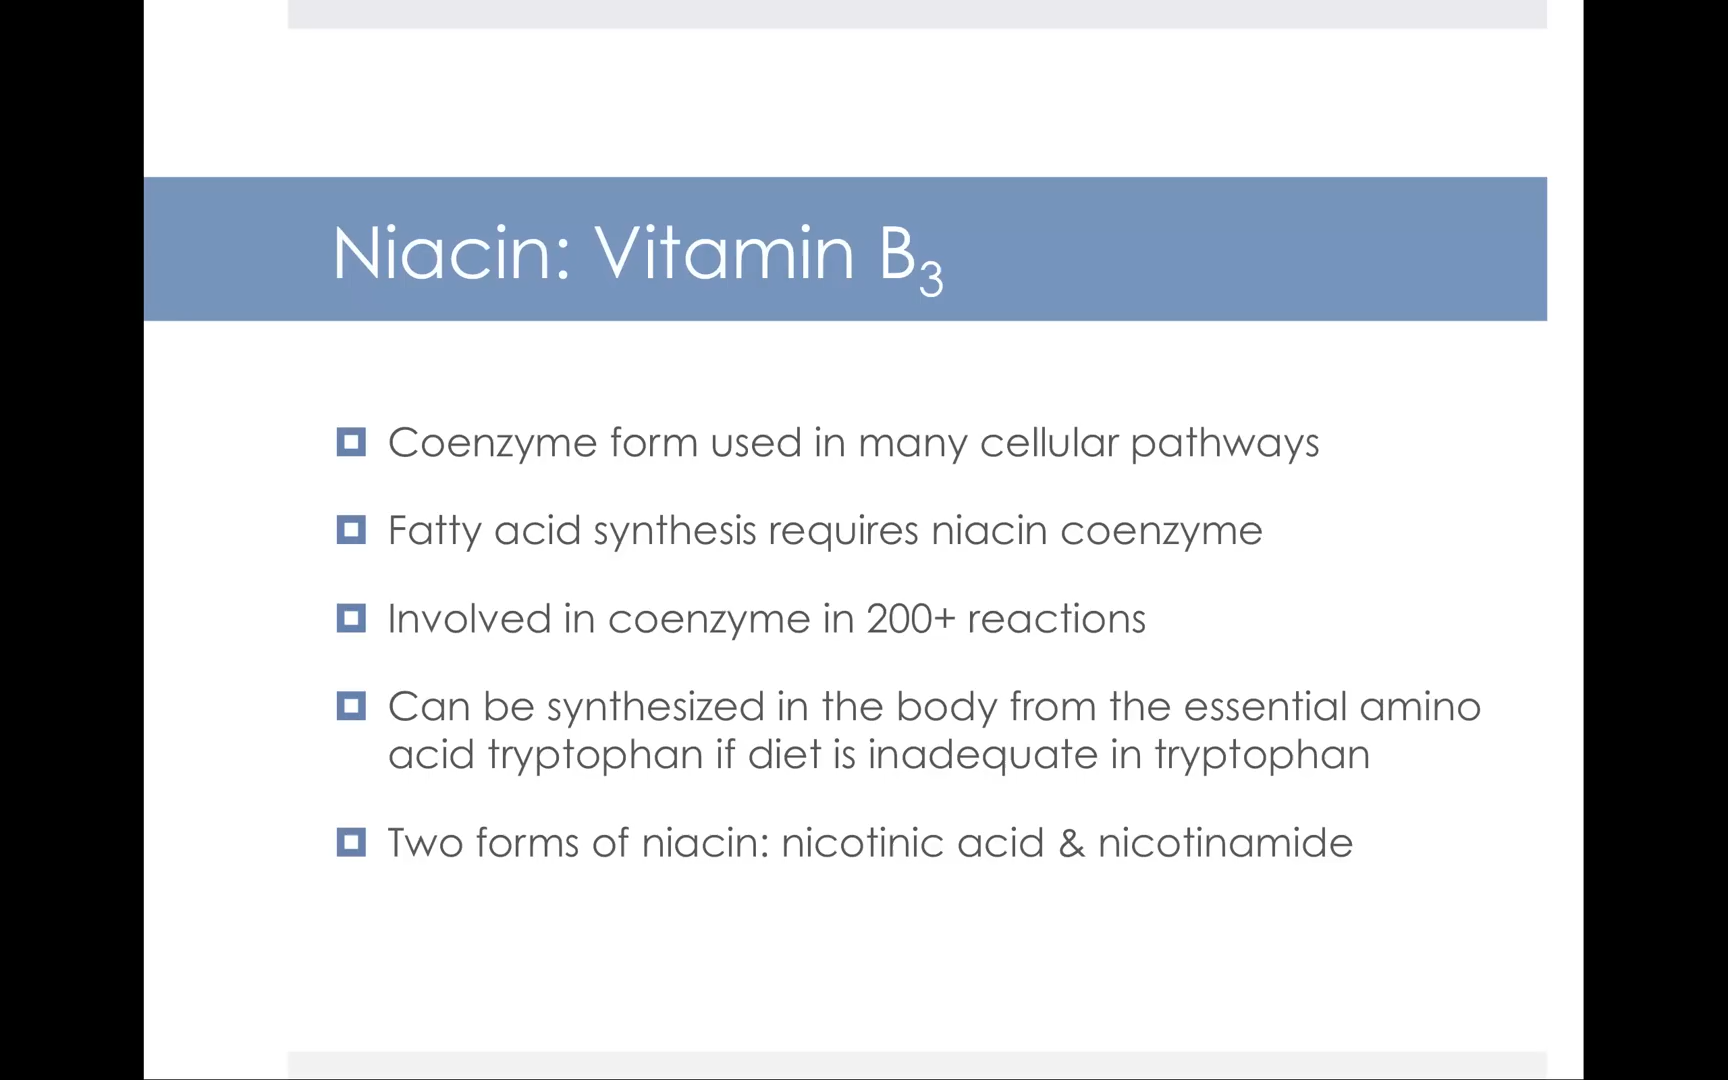 Niacin: Vitamin B₃
Coenzyme form used in many cellular pathways
Fatty acid synthesis requires niacin coenzyme
Involved in coenzyme in 200+ reactions
Can be synthesized in the body from the essential amino
acid tryptophan if diet is inadequate in tryptophan
Two forms of niacin: nicotinic acid & nicotinamide